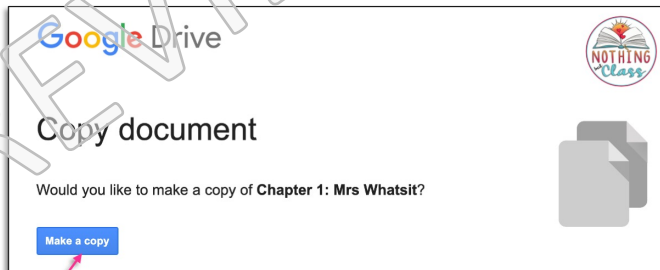 Google Drive
NOTHING
but
Class
Copy document
Would you like to make a copy of Chapter 1: Mrs Whatsit?
Make a copy